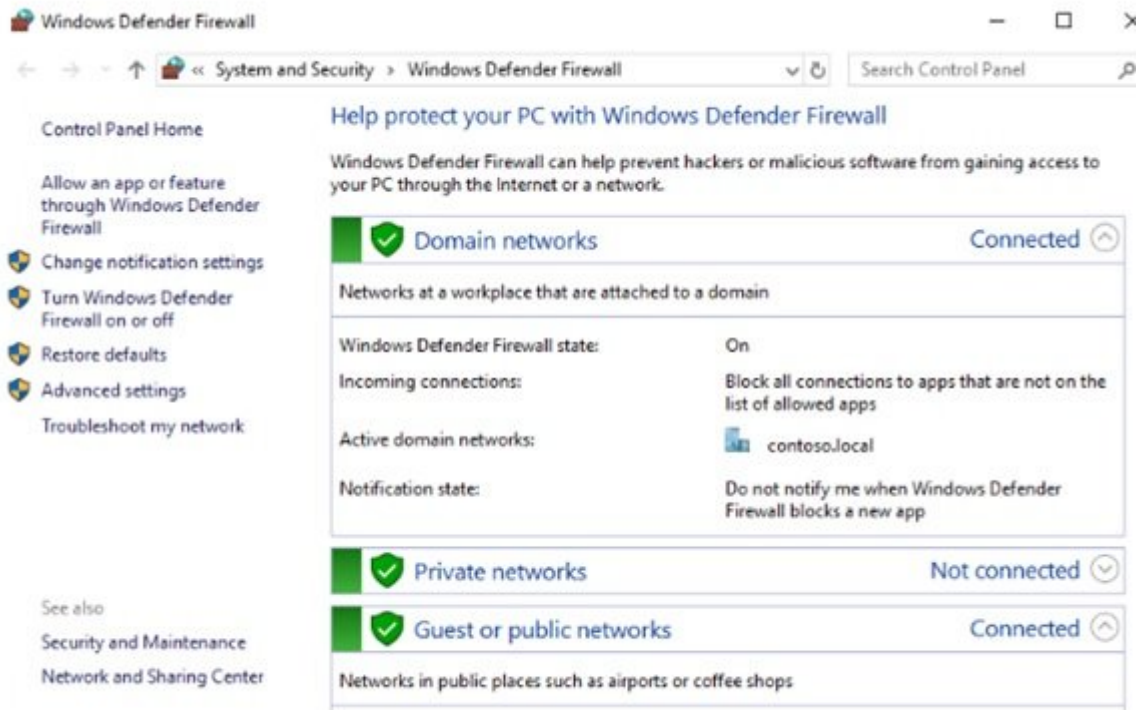 Windows Defender Firewall
« System and Security › Windows Defender Firewall
Search Control Panel
Control Panel Home
Allow an app or feature
through Windows Defender
Firewall
Change notification settings
Turn Windows Defender
Firewall on or off
Restore defaults
Advanced settings
Troubleshoot my network
See also
Security and Maintenance
Network and Sharing Center
Help protect your PC with Windows Defender Firewall
Windows Defender Firewall can help prevent hackers or malicious software from gaining access to
your PC through the Internet or a network.
Domain networks Connected
Networks at a workplace that are attached to a domain
Windows Defender Firewall state: On
Incoming connections: Block all connections to apps that are not on the
list of allowed apps
Active domain networks: contoso.local
Notification state: Do not notify me when Windows Defender
Firewall blocks a new app
Private networks Not connected
Guest or public networks Connected
Networks in public places such as airports or coffee shops